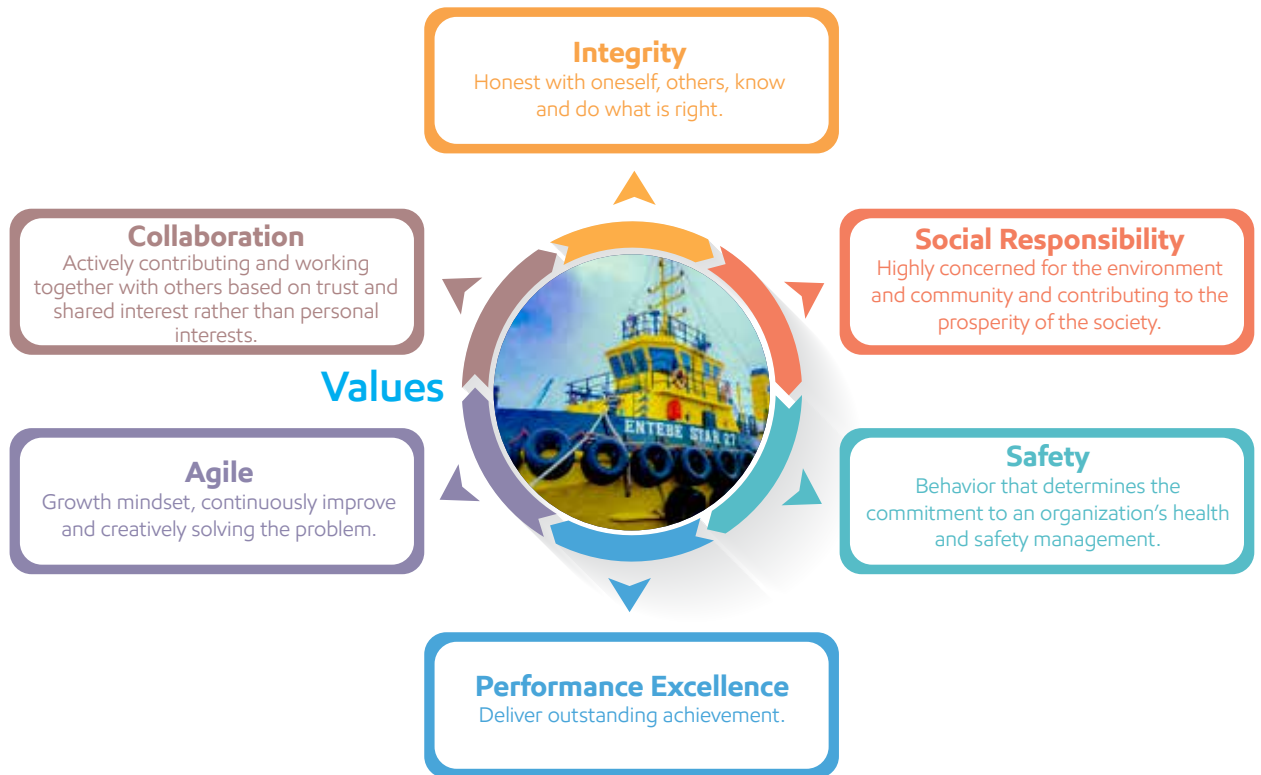 Integrity
Honest with oneself, others, know
and do what is right.
Collaboration
Actively contributing and working
together with others based on trust and
shared interest rather than personal
interests.
Social Responsibility
Highly concerned for the environment
and community and contributing to the
prosperity of the society.
Values
ENTEBE STAR 27
Agile
Growth mindset, continuously improve
and creatively solving the problem.
Safety
Behavior that determines the
commitment to an organization’s health
and safety management.
Performance Excellence
Deliver outstanding achievement.